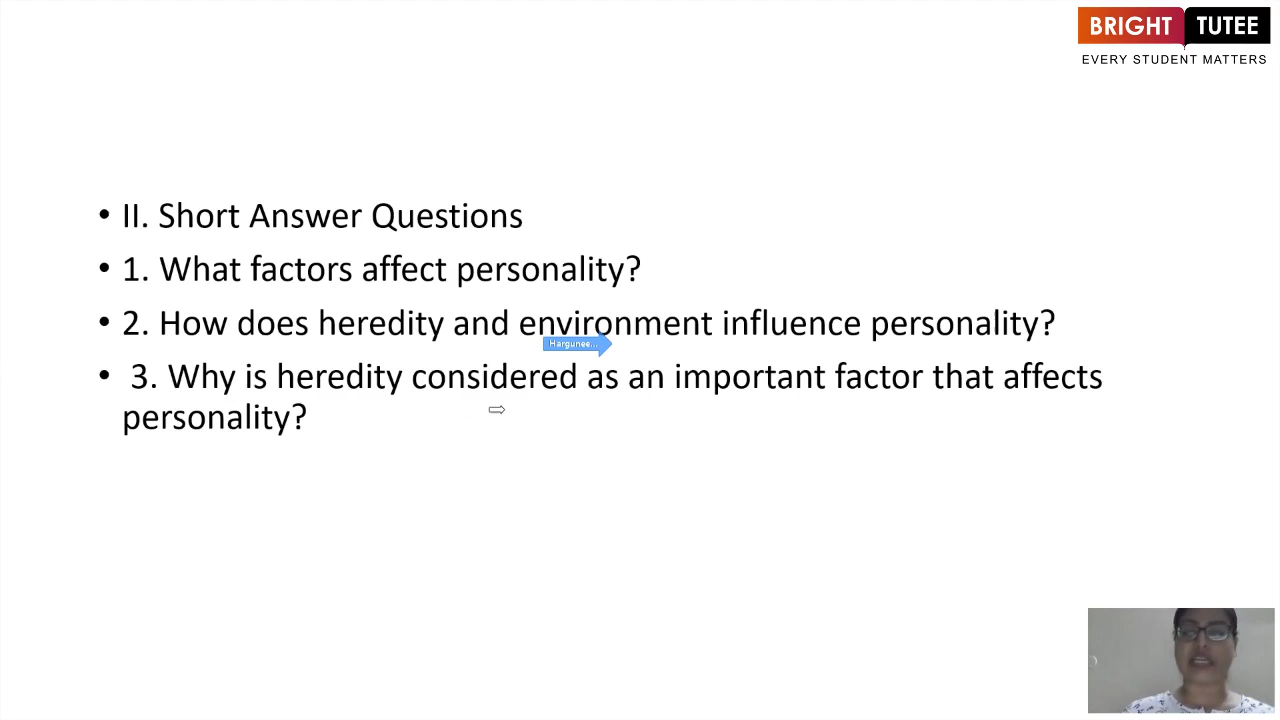 BRIGHT TUTEE
EVERY STUDENT MATTERS
• II. Short Answer Questions
• 1. What factors affect personality?
• 2. How does heredity and environment influence personality?
Hargunee...
• 3. Why is heredity considered as an important factor that affects
personality?